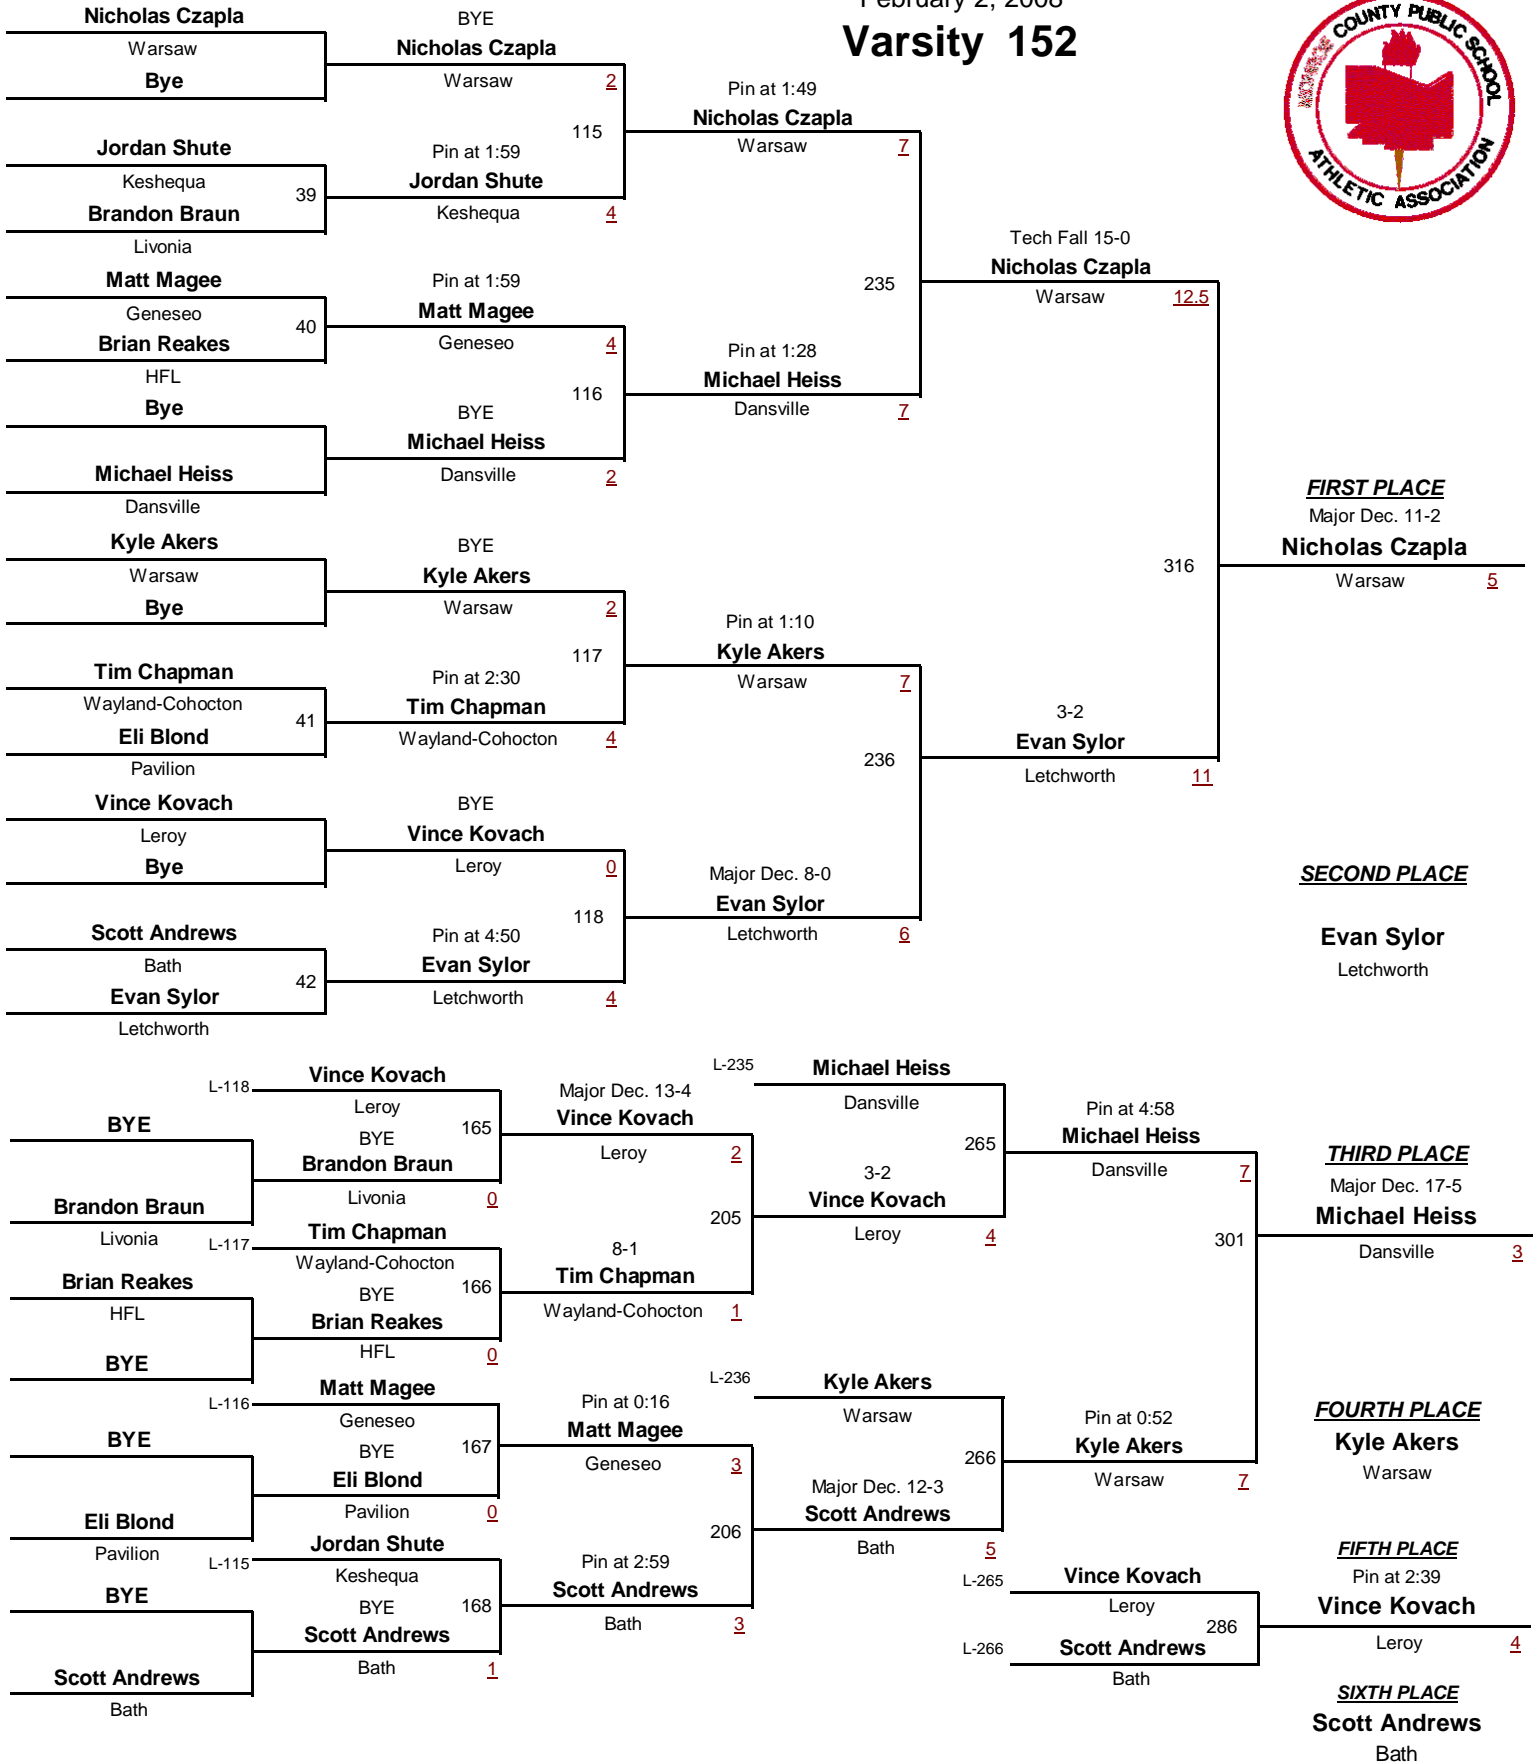 February 2, 2008
Varsity 152
COUNTY PUBLIC SCHOOL
ATHLETIC ASSOCIATION
Nicholas Czapla
Warsaw
Bye
Jordan Shute
Keshequa
39
Brandon Braun
Livonia
Matt Magee
Geneseo
40
Brian Reakes
HFL
Bye
Michael Heiss
Dansville
Kyle Akers
Warsaw
Bye
Tim Chapman
Wayland-Cohocton
41
Eli Blond
Pavilion
Vince Kovach
Leroy
Bye
Scott Andrews
Bath
42
Evan Sylor
Letchworth
BYE
Nicholas Czapla
Warsaw 2
115
Pin at 1:59
Jordan Shute
Keshequa 4
Pin at 1:59
Matt Magee
Geneseo 4
116
BYE
Michael Heiss
Dansville 2
BYE
Kyle Akers
Warsaw 2
117
Pin at 2:30
Tim Chapman
Wayland-Cohocton 4
BYE
Vince Kovach
Leroy 0
118
Pin at 4:50
Evan Sylor
Letchworth 4
Pin at 1:49
Nicholas Czapla
Warsaw 7
235
Pin at 1:28
Michael Heiss
Dansville 7
Pin at 1:10
Kyle Akers
Warsaw 7
236
Major Dec. 8-0
Evan Sylor
Letchworth 6
Tech Fall 15-0
Nicholas Czapla
Warsaw 12.5
316
3-2
Evan Sylor
Letchworth 11
FIRST PLACE
Major Dec. 11-2
Nicholas Czapla
Warsaw 5
SECOND PLACE
Evan Sylor
Letchworth
BYE
Brandon Braun
Livonia
Brian Reakes
HFL
BYE
BYE
Eli Blond
Pavilion
BYE
Scott Andrews
Bath
L-118 Vince Kovach
Leroy
165
BYE
Brandon Braun
Livonia 0
L-117 Tim Chapman
Wayland-Cohocton
166
BYE
Brian Reakes
HFL 0
L-116 Matt Magee
Geneseo
167
BYE
Eli Blond
Pavilion 0
L-115 Jordan Shute
Keshequa
168
BYE
Scott Andrews
Bath 1
Major Dec. 13-4
Vince Kovach
Leroy 2
205
8-1
Tim Chapman
Wayland-Cohocton 1
Pin at 0:16
Matt Magee
Geneseo 3
206
Pin at 2:59
Scott Andrews
Bath 3
L-235 Michael Heiss
Dansville
265
3-2
Vince Kovach
Leroy 4
L-236 Kyle Akers
Warsaw
266
Major Dec. 12-3
Scott Andrews
Bath 5
Pin at 4:58
Michael Heiss
Dansville 7
301
Pin at 0:52
Kyle Akers
Warsaw 7
L-265 Vince Kovach
Leroy
286
L-266 Scott Andrews
Bath
THIRD PLACE
Major Dec. 17-5
Michael Heiss
Dansville 3
FOURTH PLACE
Kyle Akers
Warsaw
FIFTH PLACE
Pin at 2:39
Vince Kovach
Leroy 4
SIXTH PLACE
Scott Andrews
Bath